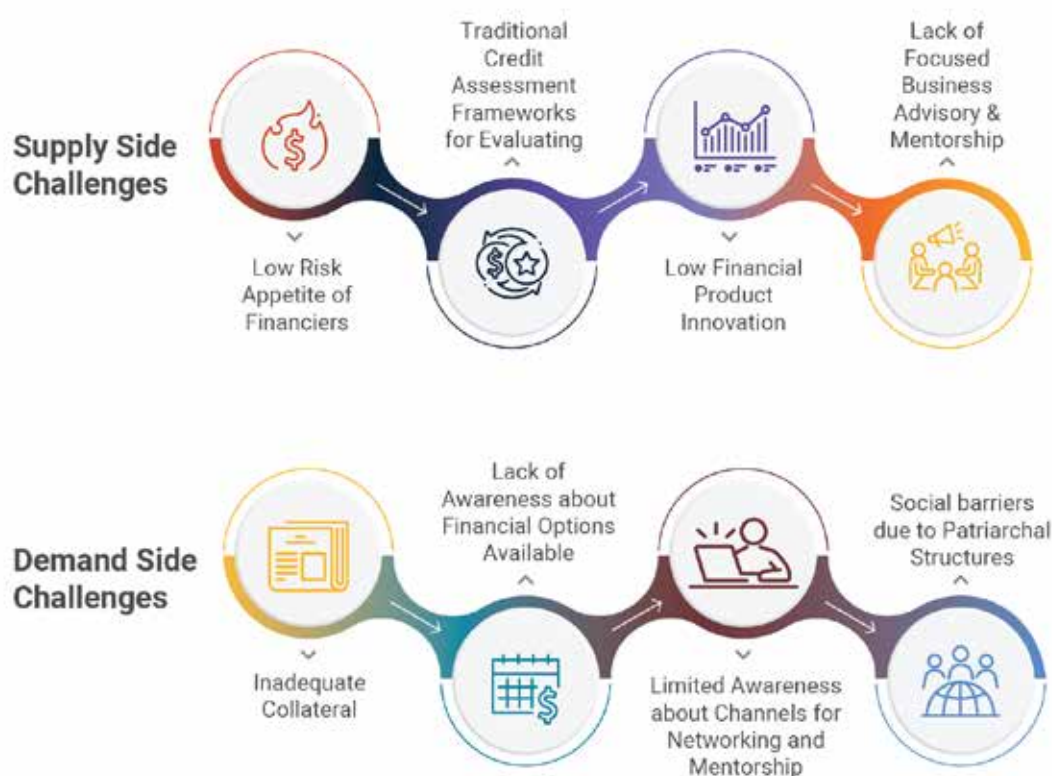 Supply Side
Challenges
Low Risk
Appetite of
Financiers
Traditional
Credit
Assessment
Frameworks
for Evaluating
Low Financial
Product
Innovation
Lack of
Focused
Business
Advisory &
Mentorship
Demand Side
Challenges
Inadequate
Collateral
Lack of
Awareness about
Financial Options
Available
Limited Awareness
about Channels for
Networking and
Mentorship
Social barriers
due to Patriarchal
Structures